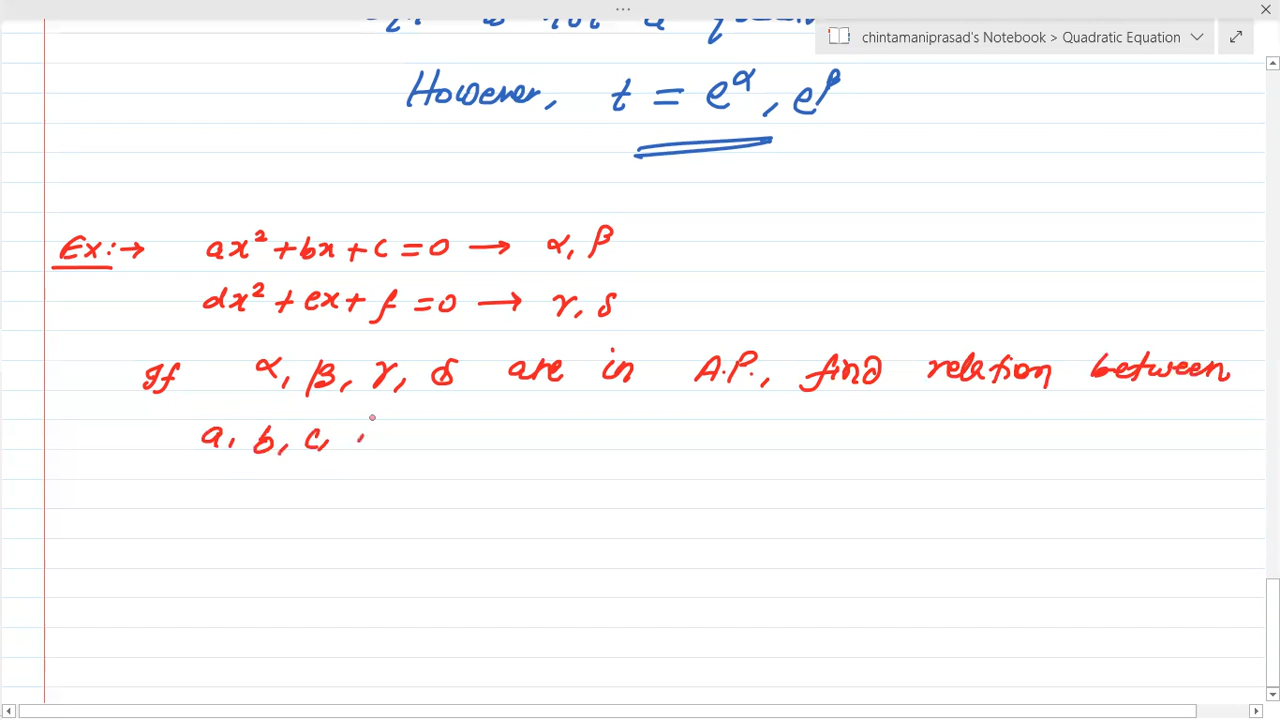 chintamaniprasad's Notebook > Quadratic Equation
However, t = e^α, e^β
Ex:→ ax² + bx + c = 0 → α, β
dx² + ex + f = 0 → γ, δ
If α, β, γ, δ are in A.P., find relation between
a, b, c,